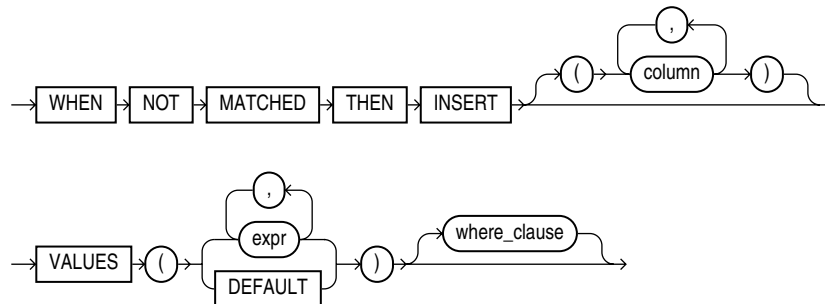 ,
( column )
WHEN NOT MATCHED THEN INSERT
,
expr where_clause
VALUES ( )
DEFAULT